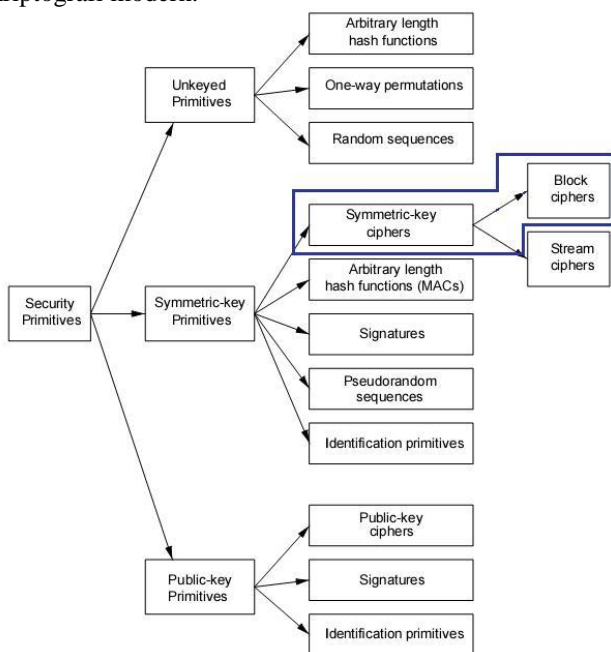 Arbitrary length
hash functions
Unkeyed
Primitives
One-way permutations
Random sequences
Block
ciphers
Symmetric-key
ciphers
Stream
ciphers
Arbitrary length
hash functions (MACs)
Security
Primitives
Symmetric-key
Primitives
Signatures
Pseudorandom
sequences
Identification primitives
Public-key
ciphers
Public-key
Primitives
Signatures
Identification primitives